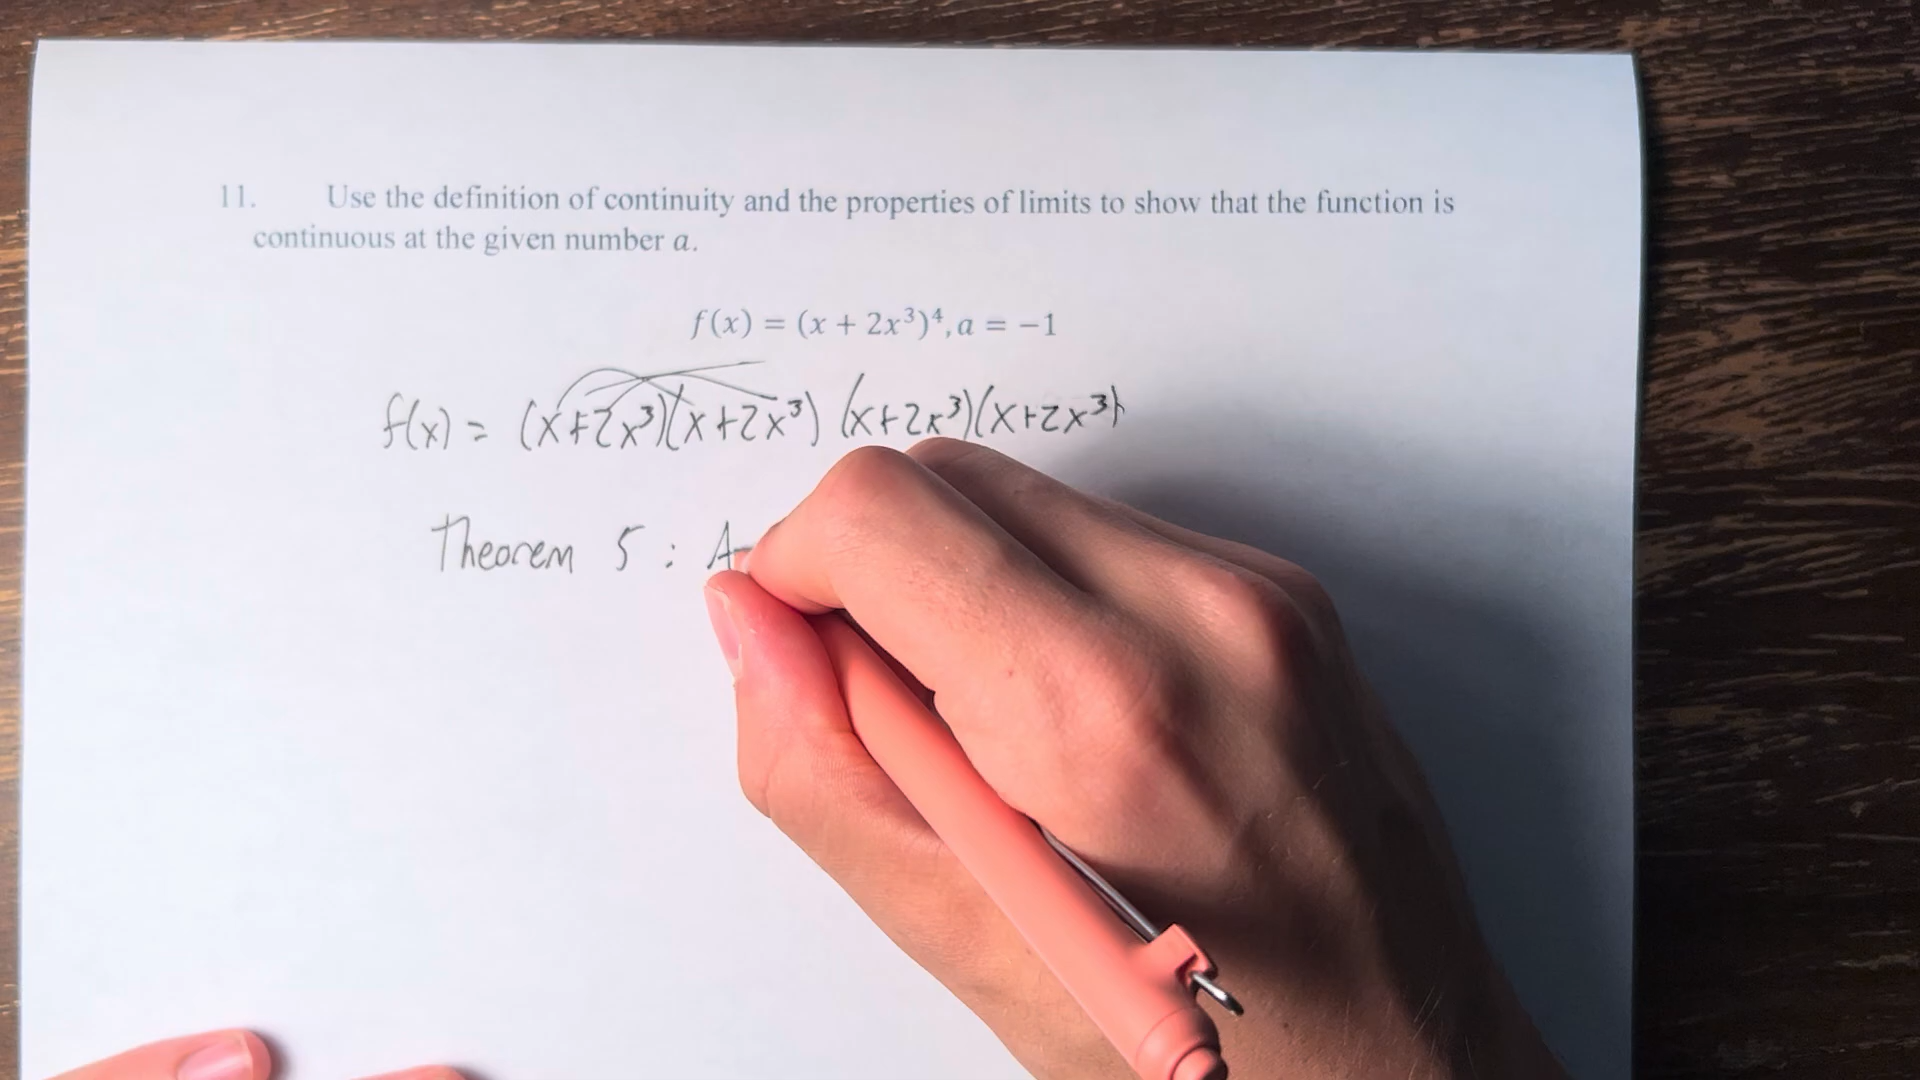 11. Use the definition of continuity and the properties of limits to show that the function is
continuous at the given number a.
f(x) = (x + 2x³)⁴, a = −1
f(x) = (x+2x³)(x+2x³) (x+2x³)(x+2x³)
Theorem 5 : A